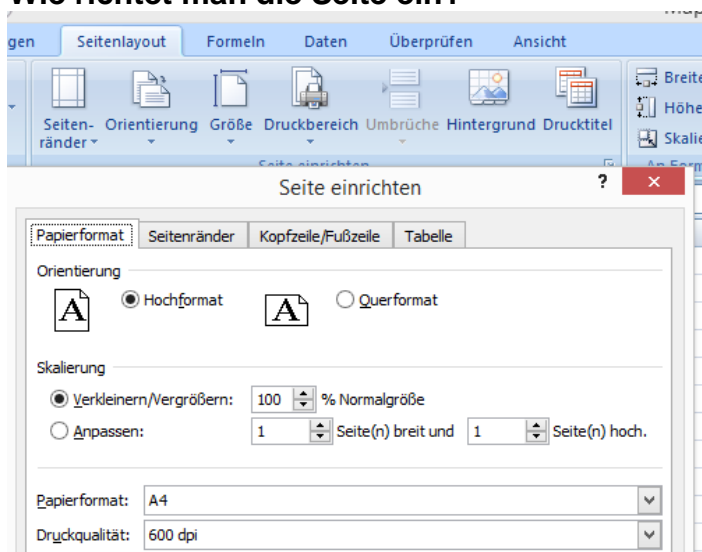 Wie richtet man die Seite ein?
gen Seitenlayout Formeln Daten Überprüfen Ansicht
Seiten- Orientierung Größe Druckbereich Umbrüche Hintergrund Drucktitel
ränder
Breite
Höhe
Skalie
Seite einrichten
Seite einrichten ?
Papierformat Seitenränder Kopfzeile/Fußzeile Tabelle
Orientierung
A Hochformat A Querformat
Skalierung
Verkleinern/Vergrößern: 100 % Normalgröße
Anpassen: 1 Seite(n) breit und 1 Seite(n) hoch.
Papierformat: A4
Druckqualität: 600 dpi